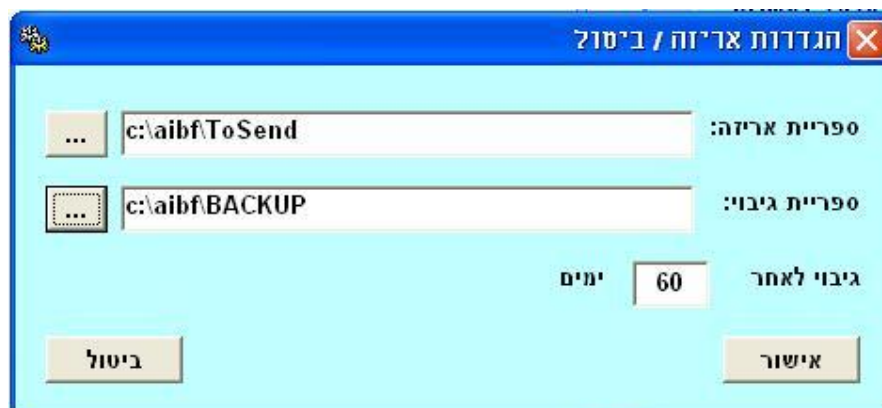 הגדרות אריזה / ביטול
ספריית אריזה: c:\aibf\ToSend ...
ספריית גיבוי: c:\aibf\BACKUP ...
גיבוי לאחר 60 ימים
אישור ביטול